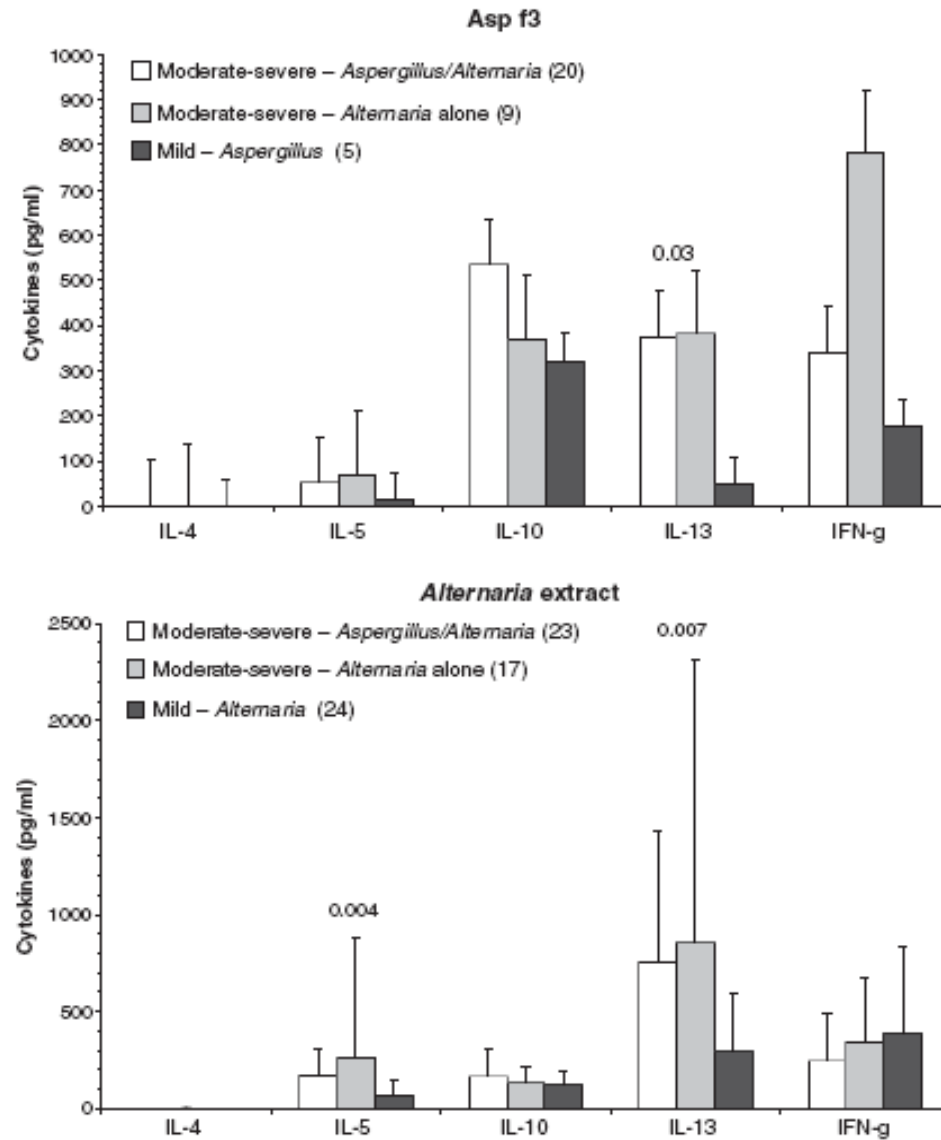 Asp f3
1000
900
800
700
600
500
400
300
200
100
0
Cytokines (pg/ml)
Moderate-severe – Aspergillus/Alternaria (20)
Moderate-severe – Alternaria alone (9)
Mild – Aspergillus (5)
0.03
IL-4 IL-5 IL-10 IL-13 IFN-g
Alternaria extract
2500
2000
1500
1000
500
0
Cytokines (pg/ml)
Moderate-severe – Aspergillus/Alternaria (23)
Moderate-severe – Alternaria alone (17)
Mild – Alternaria (24)
0.007
0.004
IL-4 IL-5 IL-10 IL-13 IFN-g